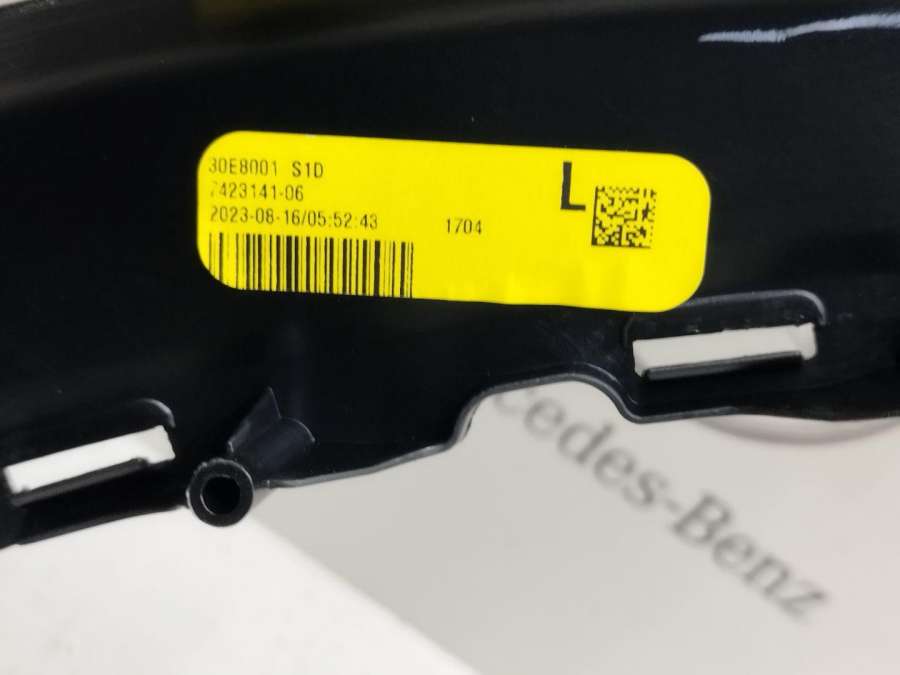 30E8001 S1D
7423141-06
2023-08-16/05:52:43 1704
L
cedes-Benz